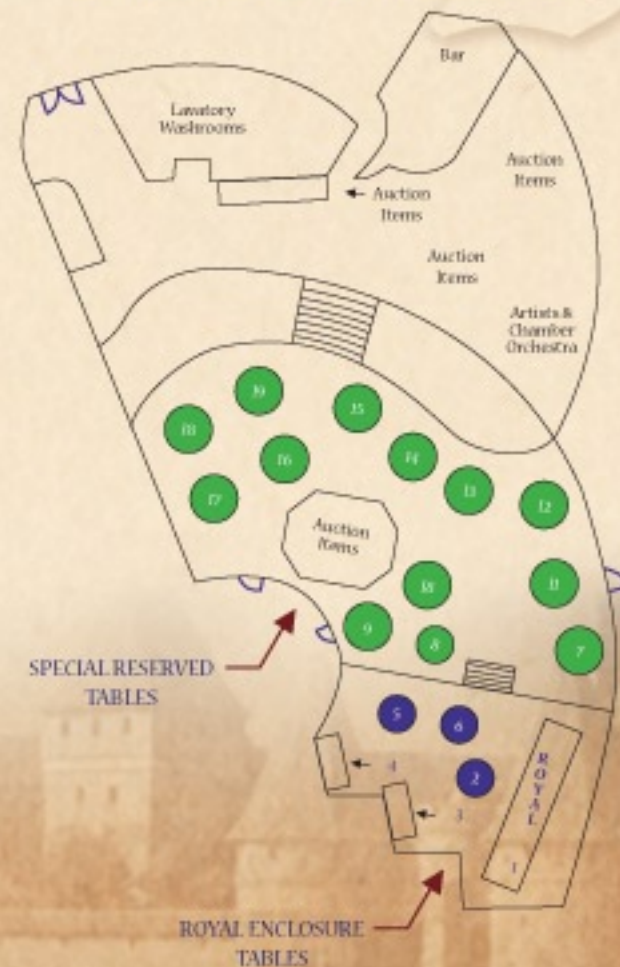 Bar
Lavatory
Washrooms
Auction
Items
Auction
Items
Auction
Items
Artists &
Chamber
Orchestra
19
15
18
16
14
13
12
17
Auction
Items
10
11
9
8
7
SPECIAL RESERVED
TABLES
5
6
4
2
3
ROYAL
1
ROYAL ENCLOSURE
TABLES